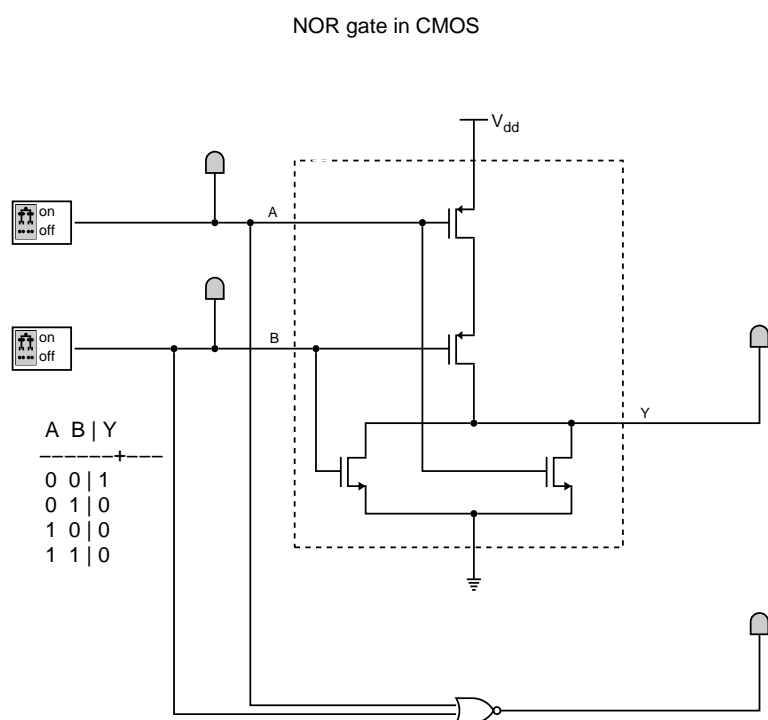 NOR gate in CMOS
Vdd
on
off
A
on
off
B
Y
A B | Y
------+---
0 0 | 1
0 1 | 0
1 0 | 0
1 1 | 0